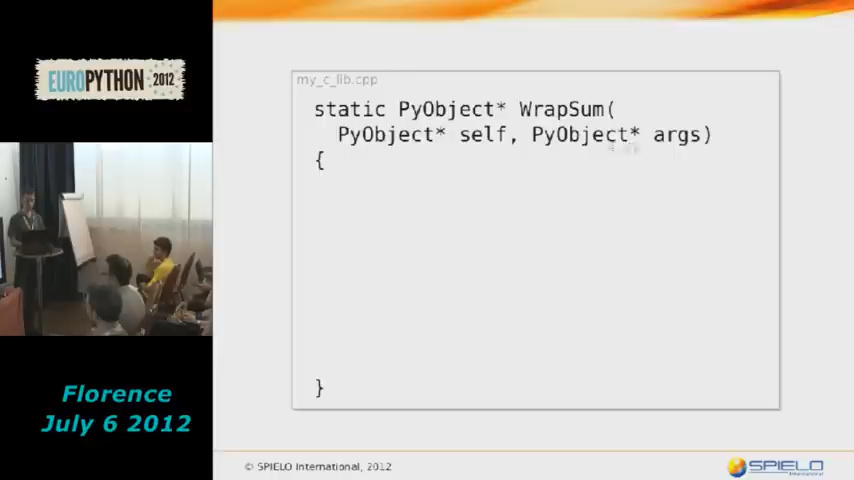 EUROPYTHON 2012
my_c_lib.cpp
static PyObject* WrapSum(
PyObject* self, PyObject* args)
{
}
Florence
July 6 2012
© SPIELO International, 2012
SPIELO
International